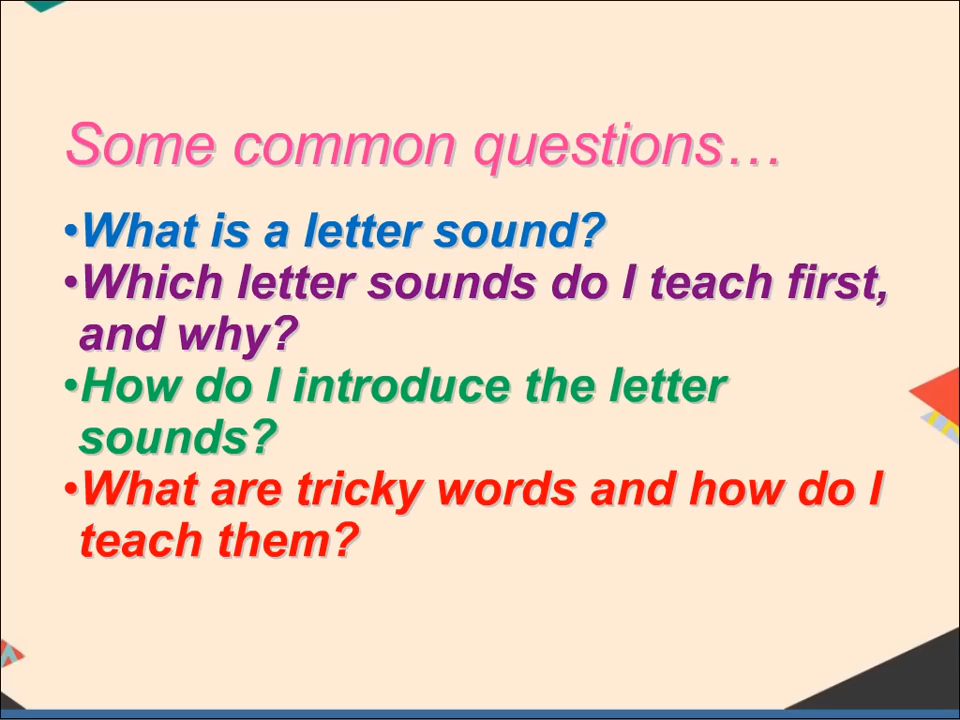 Some common questions…
•What is a letter sound?
•Which letter sounds do I teach first,
and why?
•How do I introduce the letter
sounds?
•What are tricky words and how do I
teach them?